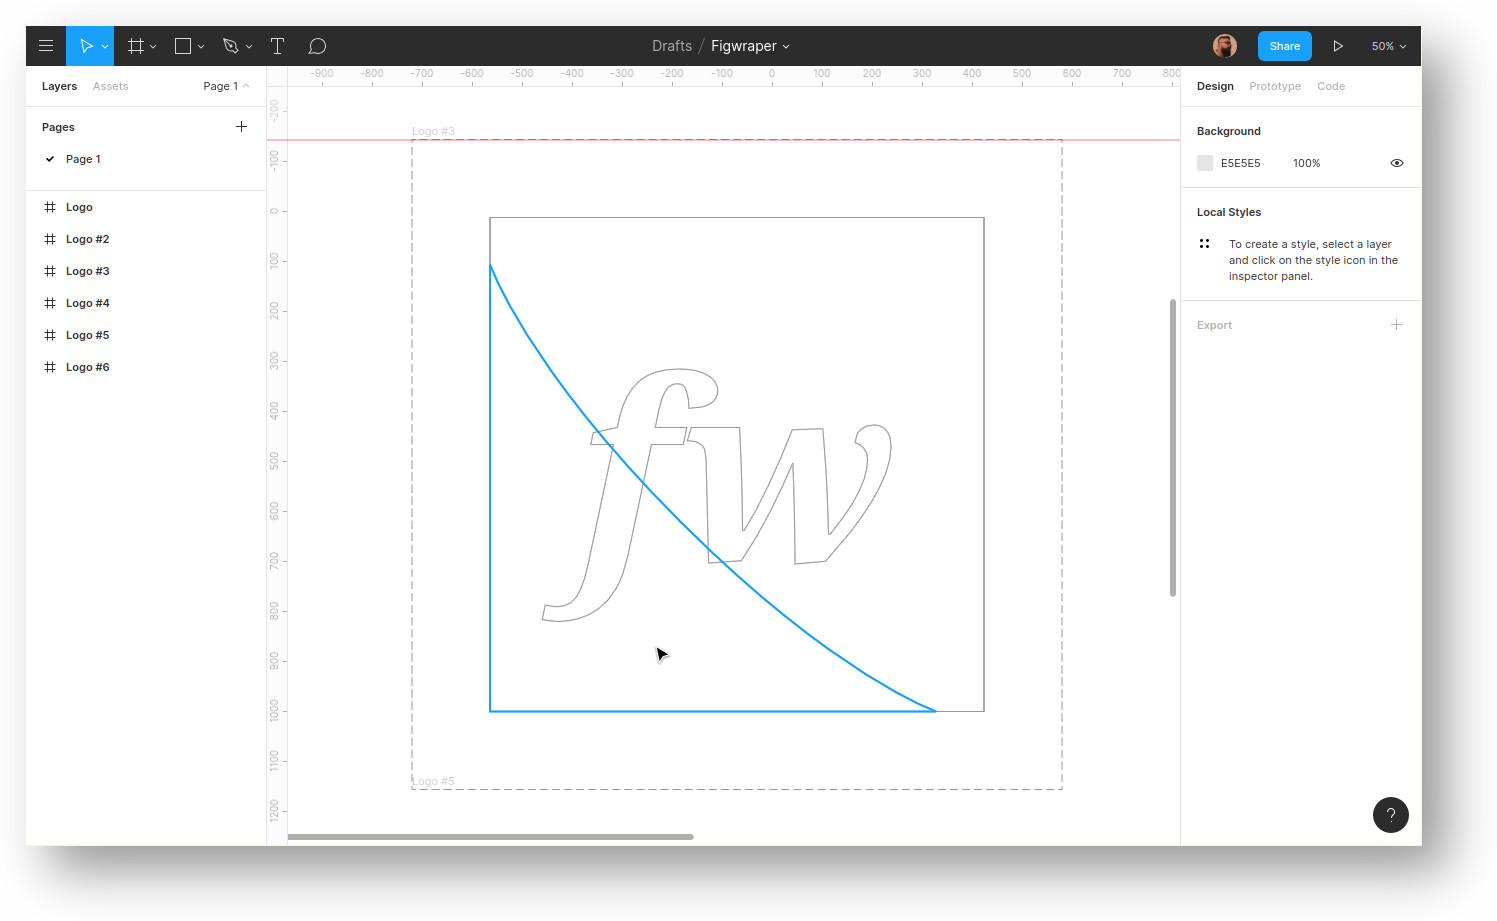 Drafts / Figwraper
Share
50%
Layers
Assets
Page 1
Pages
Page 1
Logo
Logo #2
Logo #3
Logo #4
Logo #5
Logo #6
-900 -800 -700 -600 -500 -400 -300 -200 -100 0 100 200 300 400 500 600 700 800
-200
-100
0
100
200
300
400
500
600
700
800
900
1000
1100
1200
Logo #3
fw
Logo #5
Design
Prototype
Code
Background
E5E5E5
100%
Local Styles
To create a style, select a layer
and click on the style icon in the
inspector panel.
Export
?